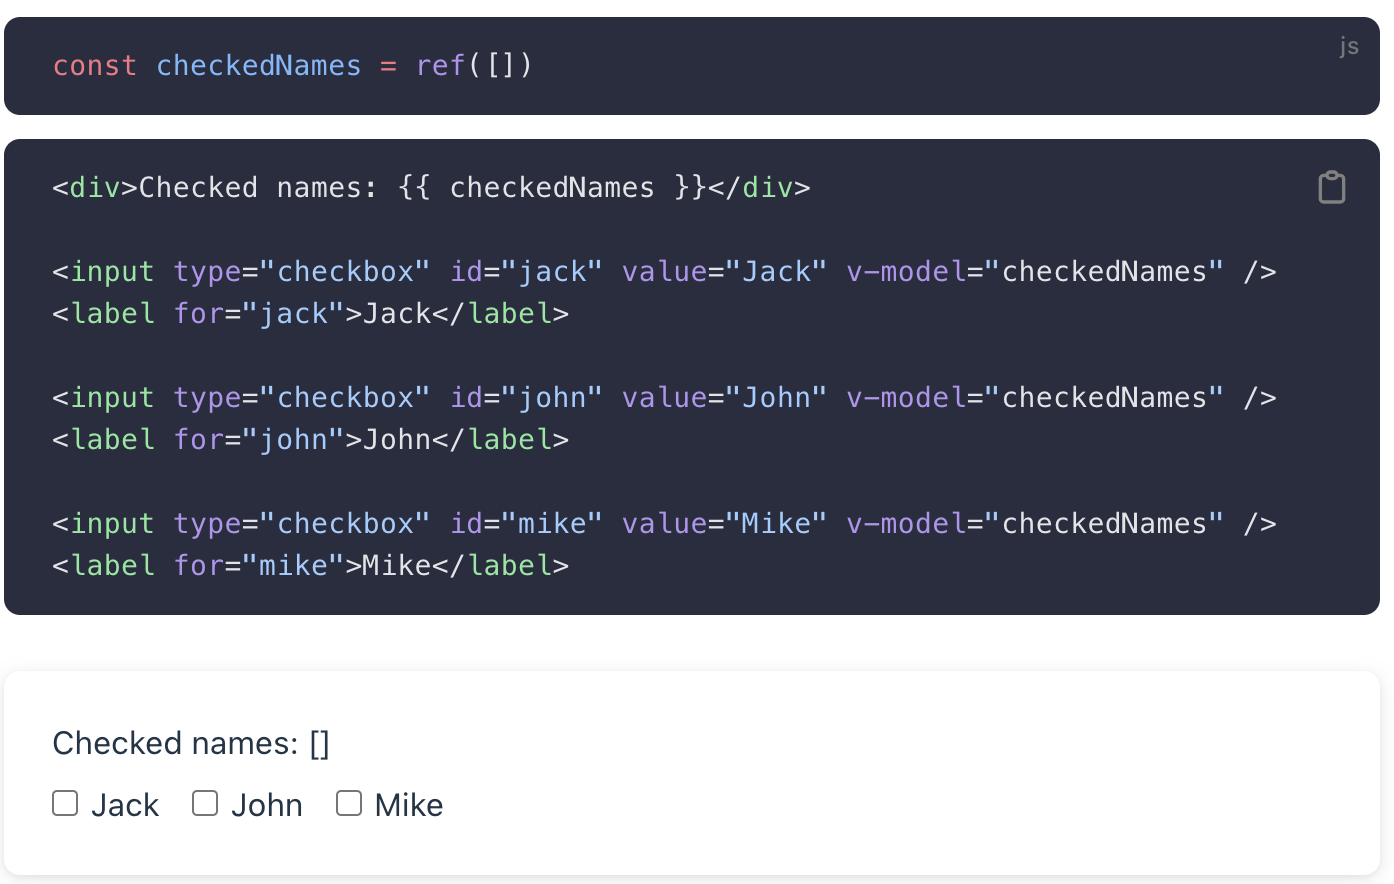 js
const checkedNames = ref([])
<div>Checked names: {{ checkedNames }}</div>
<input type="checkbox" id="jack" value="Jack" v-model="checkedNames" />
<label for="jack">Jack</label>
<input type="checkbox" id="john" value="John" v-model="checkedNames" />
<label for="john">John</label>
<input type="checkbox" id="mike" value="Mike" v-model="checkedNames" />
<label for="mike">Mike</label>
Checked names: []
Jack John Mike